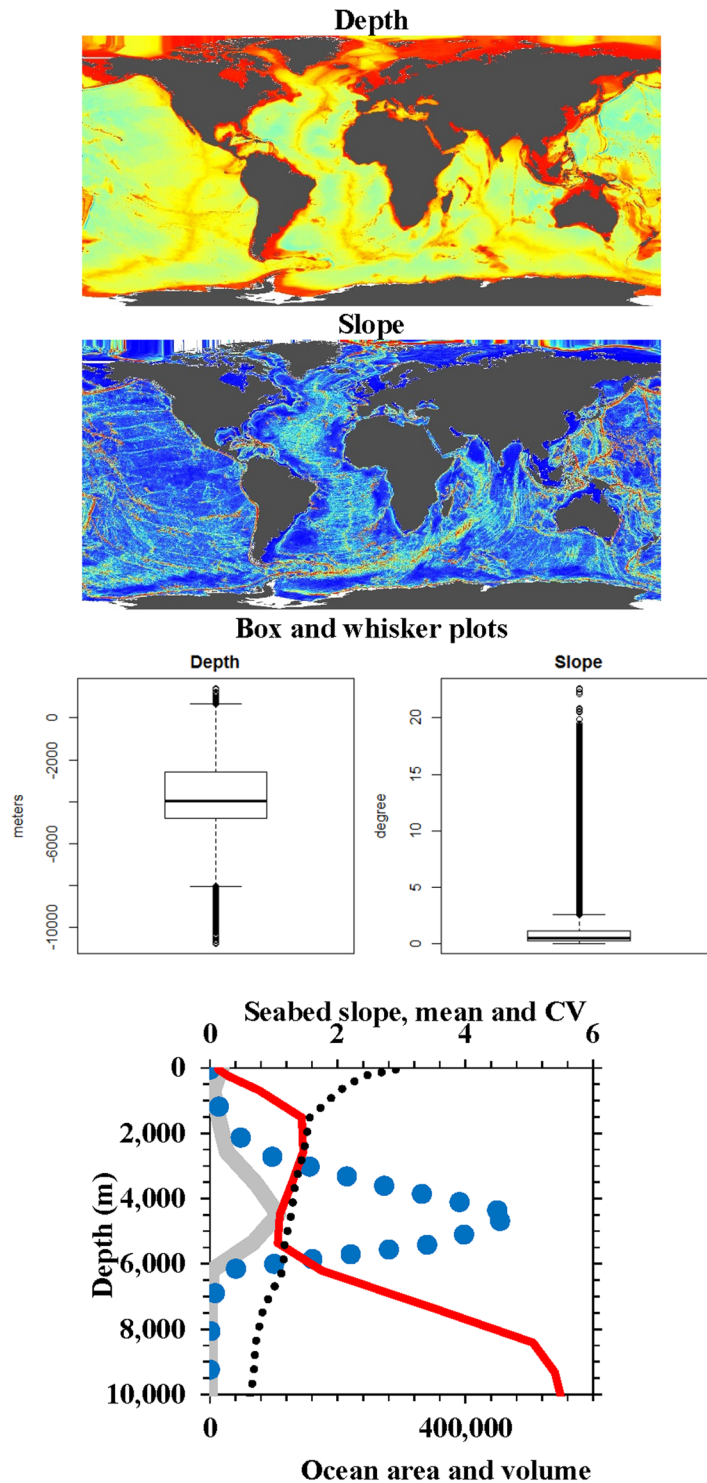 Depth
Slope
Box and whisker plots
Depth
Slope
meters
0
-2000
-6000
-10000
degree
20
15
10
5
0
Seabed slope, mean and CV
0 2 4 6
Depth (m)
0
2,000
4,000
6,000
8,000
10,000
0 400,000
Ocean area and volume